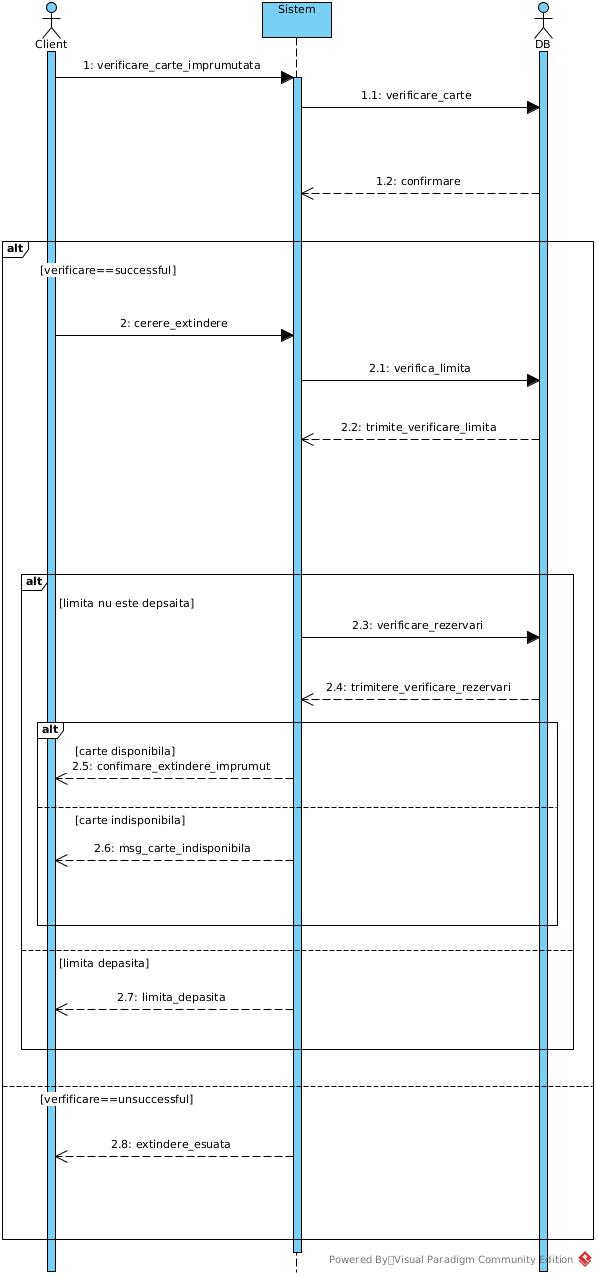 Sistem
Client
DB
1: verificare_carte_imprumutata
1.1: verificare_carte
1.2: confirmare
alt
[verificare==successful]
2: cerere_extindere
2.1: verifica_limita
2.2: trimite_verificare_limita
alt
[limita nu este depsaita]
2.3: verificare_rezervari
2.4: trimitere_verificare_rezervari
alt
[carte disponibila]
2.5: confimare_extindere_imprumut
[carte indisponibila]
2.6: msg_carte_indisponibila
[limita depasita]
2.7: limita_depasita
[verfificare==unsuccessful]
2.8: extindere_esuata
Powered By Visual Paradigm Community Edition